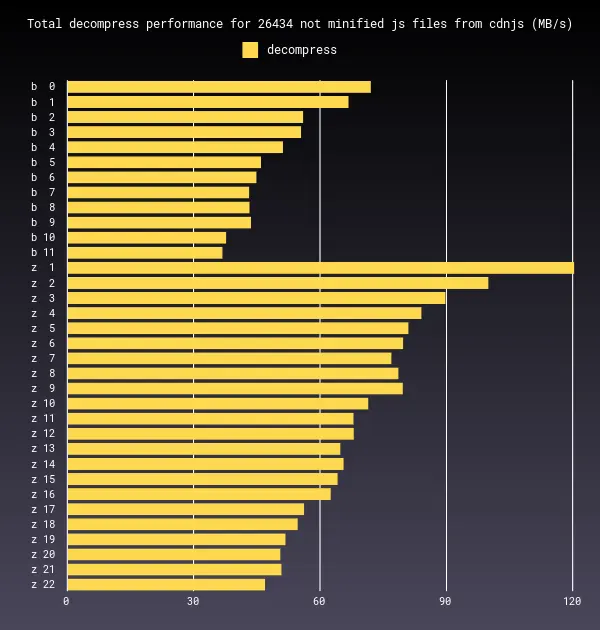 Total decompress performance for 26434 not minified js files from cdnjs (MB/s)
decompress
b 0
b 1
b 2
b 3
b 4
b 5
b 6
b 7
b 8
b 9
b 10
b 11
z 1
z 2
z 3
z 4
z 5
z 6
z 7
z 8
z 9
z 10
z 11
z 12
z 13
z 14
z 15
z 16
z 17
z 18
z 19
z 20
z 21
z 22
0 30 60 90 120